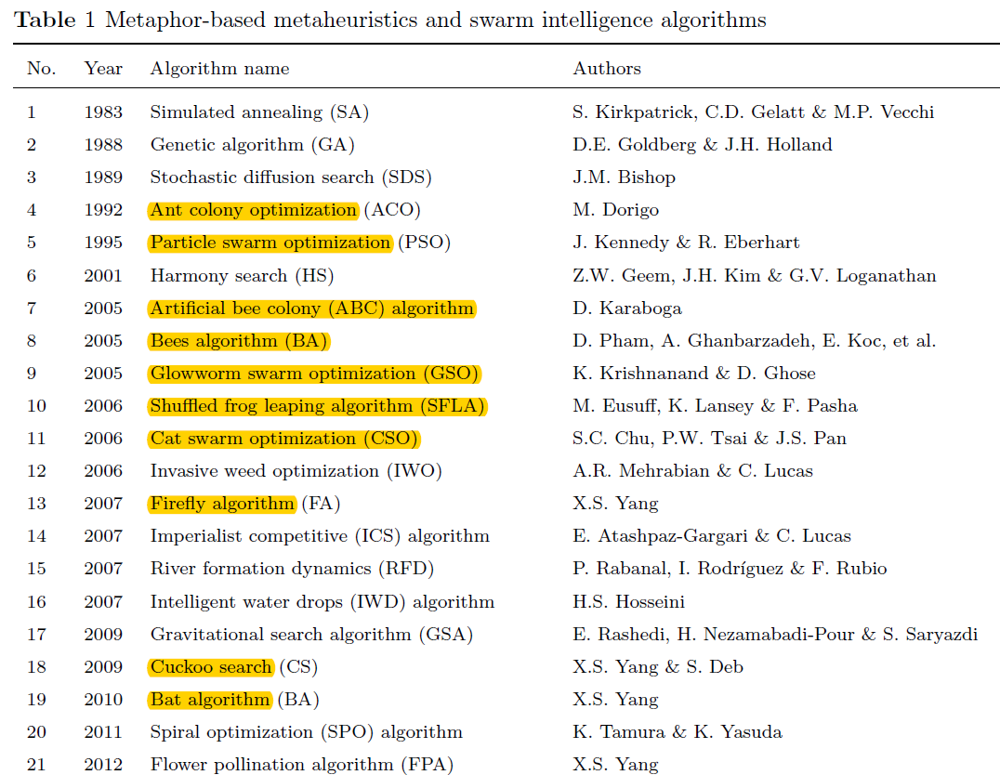 Table 1 Metaphor-based metaheuristics and swarm intelligence algorithms
No. Year Algorithm name Authors
1 1983 Simulated annealing (SA) S. Kirkpatrick, C.D. Gelatt & M.P. Vecchi
2 1988 Genetic algorithm (GA) D.E. Goldberg & J.H. Holland
3 1989 Stochastic diffusion search (SDS) J.M. Bishop
4 1992 Ant colony optimization (ACO) M. Dorigo
5 1995 Particle swarm optimization (PSO) J. Kennedy & R. Eberhart
6 2001 Harmony search (HS) Z.W. Geem, J.H. Kim & G.V. Loganathan
7 2005 Artificial bee colony (ABC) algorithm D. Karaboga
8 2005 Bees algorithm (BA) D. Pham, A. Ghanbarzadeh, E. Koc, et al.
9 2005 Glowworm swarm optimization (GSO) K. Krishnanand & D. Ghose
10 2006 Shuffled frog leaping algorithm (SFLA) M. Eusuff, K. Lansey & F. Pasha
11 2006 Cat swarm optimization (CSO) S.C. Chu, P.W. Tsai & J.S. Pan
12 2006 Invasive weed optimization (IWO) A.R. Mehrabian & C. Lucas
13 2007 Firefly algorithm (FA) X.S. Yang
14 2007 Imperialist competitive (ICS) algorithm E. Atashpaz-Gargari & C. Lucas
15 2007 River formation dynamics (RFD) P. Rabanal, I. Rodríguez & F. Rubio
16 2007 Intelligent water drops (IWD) algorithm H.S. Hosseini
17 2009 Gravitational search algorithm (GSA) E. Rashedi, H. Nezamabadi-Pour & S. Saryazdi
18 2009 Cuckoo search (CS) X.S. Yang & S. Deb
19 2010 Bat algorithm (BA) X.S. Yang
20 2011 Spiral optimization (SPO) algorithm K. Tamura & K. Yasuda
21 2012 Flower pollination algorithm (FPA) X.S. Yang